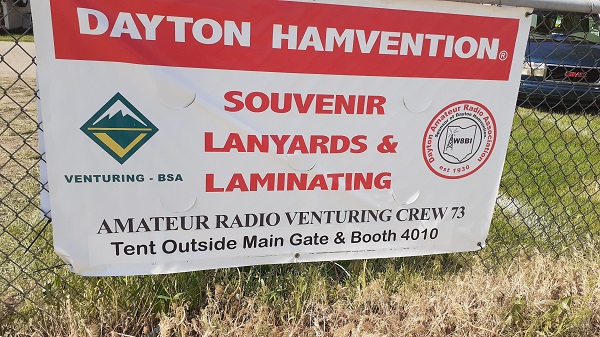 DAYTON HAMVENTION®
SOUVENIR
LANYARDS &
LAMINATING
VENTURING - BSA
Dayton Amateur Radio Association
W8BI
est 1930
AMATEUR RADIO VENTURING CREW 73
Tent Outside Main Gate & Booth 4010
GMC